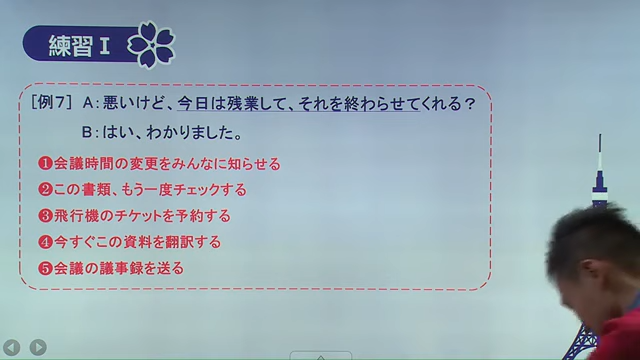 練習Ⅰ
[例７] A：悪いけど、今日は残業して、それを終わらせてくれる？
B：はい、わかりました。
❶会議時間の変更をみんなに知らせる
❷この書類、もう一度チェックする
❸飛行機のチケットを予約する
❹今すぐこの資料を翻訳する
❺会議の議事録を送る